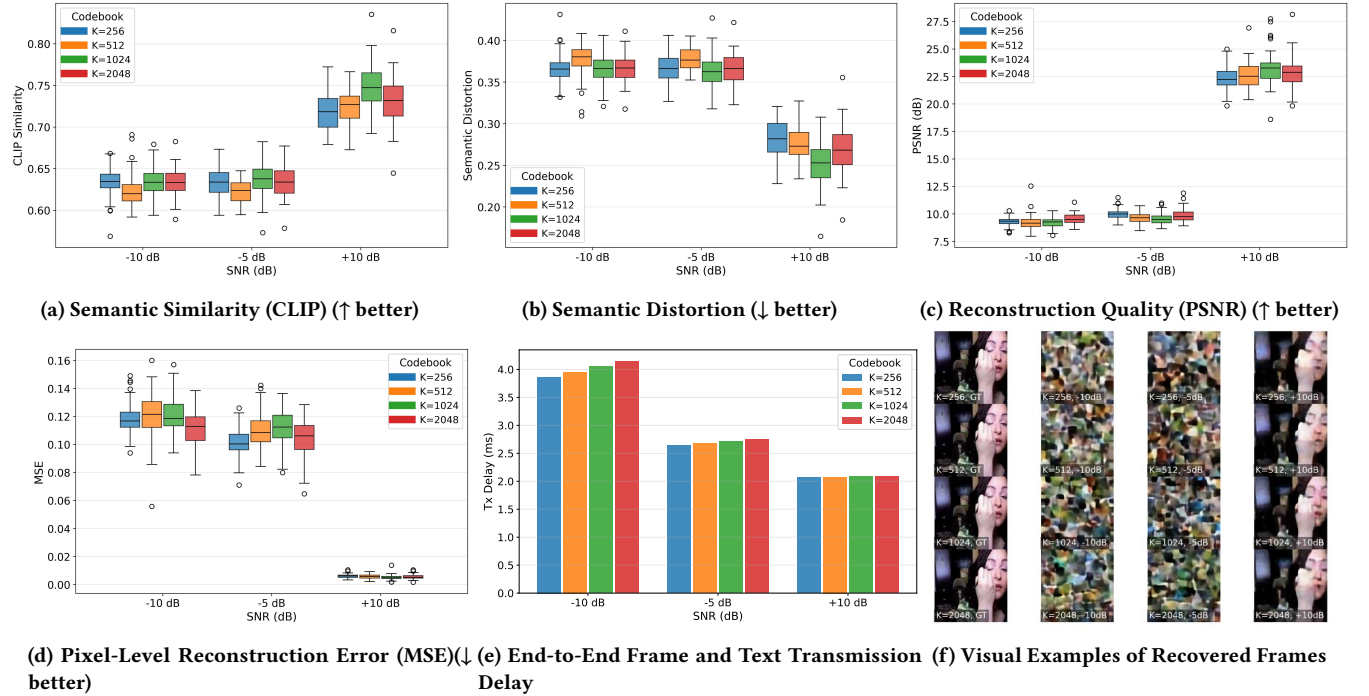 Codebook
K=256
K=512
K=1024
K=2048
0.80
0.75
0.70
0.65
0.60
CLIP Similarity
-10 dB
-5 dB
+10 dB
SNR (dB)
(a) Semantic Similarity (CLIP) (↑ better)
0.40
0.35
0.30
0.25
0.20
Semantic Distortion
Codebook
K=256
K=512
K=1024
K=2048
-10 dB
-5 dB
+10 dB
SNR (dB)
(b) Semantic Distortion (↓ better)
Codebook
K=256
K=512
K=1024
K=2048
27.5
25.0
22.5
20.0
17.5
15.0
12.5
10.0
7.5
PSNR (dB)
-10 dB
-5 dB
+10 dB
SNR (dB)
(c) Reconstruction Quality (PSNR) (↑ better)
Codebook
K=256
K=512
K=1024
K=2048
0.16
0.14
0.12
0.10
0.08
0.06
0.04
0.02
0.00
MSE
-10 dB
-5 dB
+10 dB
SNR (dB)
(d) Pixel-Level Reconstruction Error (MSE)(↓
better)
Codebook
K=256
K=512
K=1024
K=2048
4.0
3.5
3.0
2.5
2.0
1.5
1.0
0.5
0.0
Tx Delay (ms)
-10 dB
-5 dB
+10 dB
SNR (dB)
(e) End-to-End Frame and Text Transmission
Delay
K=256, GT
K=256, -10dB
K=256, -5dB
K=256, +10dB
K=512, GT
K=512, -10dB
K=512, -5dB
K=512, +10dB
K=1024, GT
K=1024, -10dB
K=1024, -5dB
K=1024, +10dB
K=2048, GT
K=2048, -10dB
K=2048, -5dB
K=2048, +10dB
(f) Visual Examples of Recovered Frames